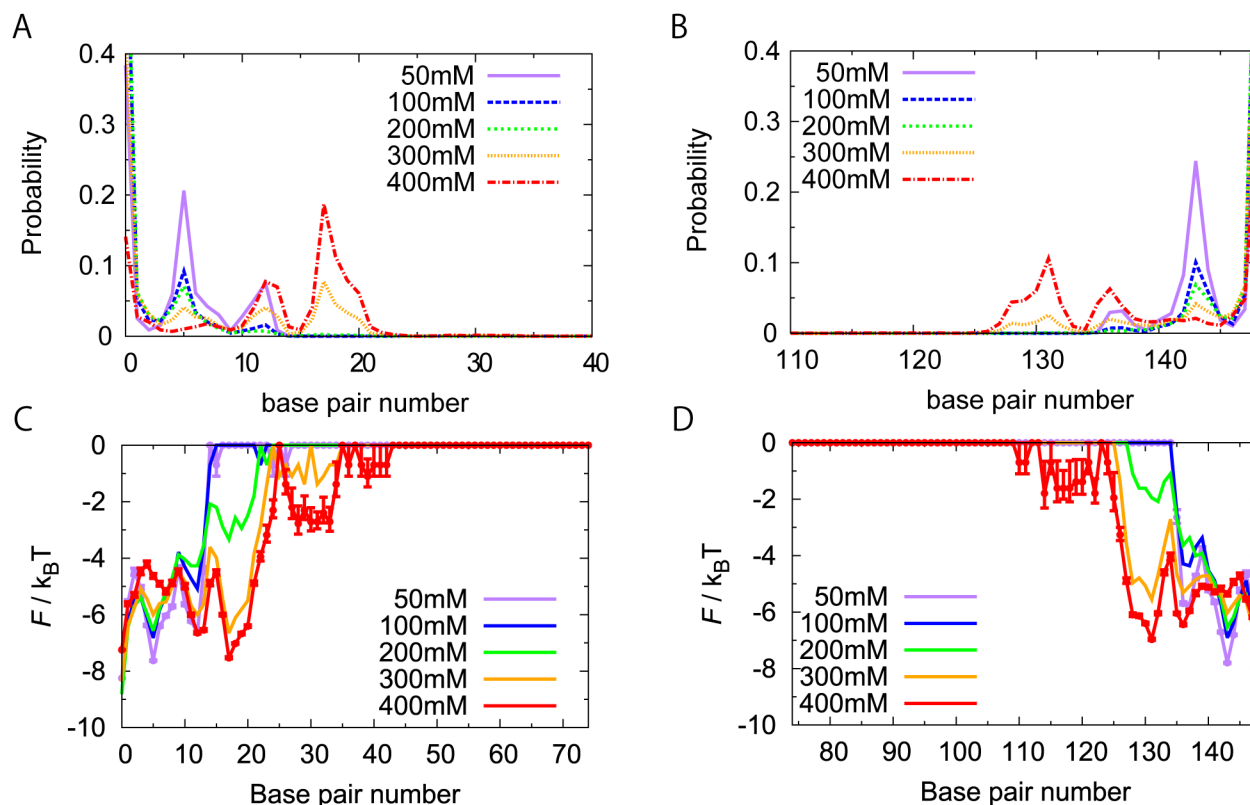 A
Probability
0.4
0.3
0.2
0.1
0
50mM
100mM
200mM
300mM
400mM
0 10 20 30 40
base pair number
B
Probability
0.4
0.3
0.2
0.1
0
50mM
100mM
200mM
300mM
400mM
110 120 130 140
base pair number
C
F / kBT
0
-2
-4
-6
-8
-10
50mM
100mM
200mM
300mM
400mM
0 10 20 30 40 50 60 70
Base pair number
D
F / kBT
0
-2
-4
-6
-8
-10
50mM
100mM
200mM
300mM
400mM
80 90 100 110 120 130 140
Base pair number